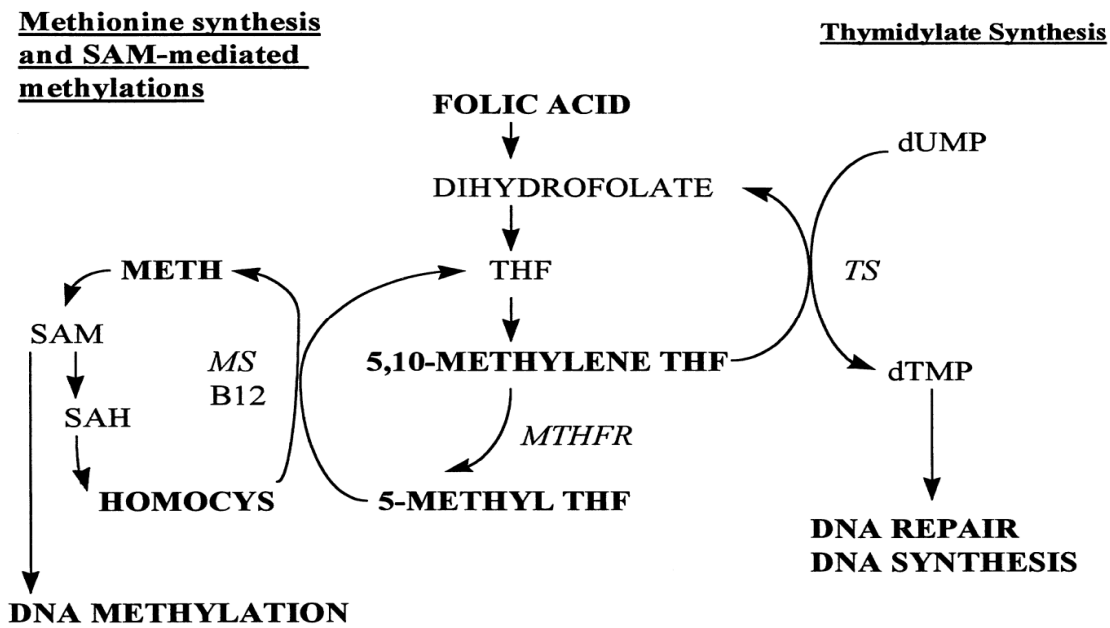 Methionine synthesis
and SAM-mediated
methylations
Thymidylate Synthesis
FOLIC ACID
dUMP
DIHYDROFOLATE
METH
THF
TS
SAM
MS
B12
5,10-METHYLENE THF
dTMP
SAH
MTHFR
HOMOCYS
5-METHYL THF
DNA REPAIR
DNA SYNTHESIS
DNA METHYLATION